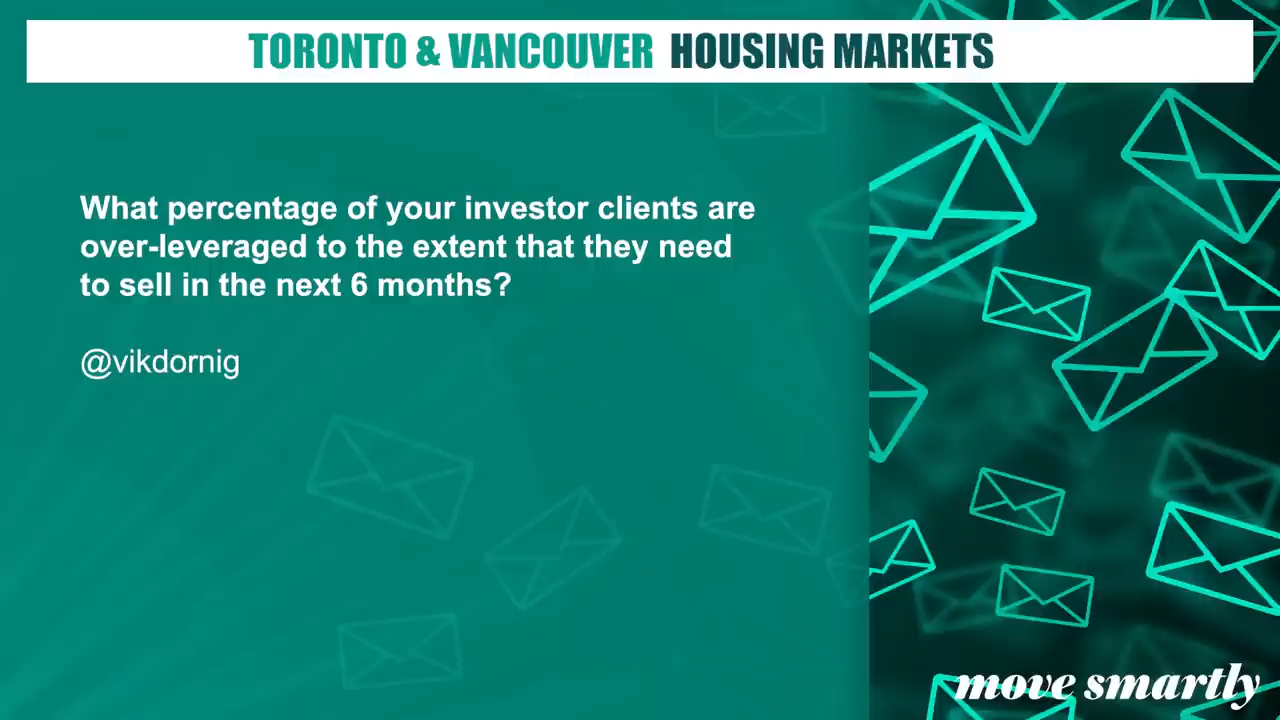 TORONTO & VANCOUVER HOUSING MARKETS
What percentage of your investor clients are
over-leveraged to the extent that they need
to sell in the next 6 months?
@vikdornig
move smartly